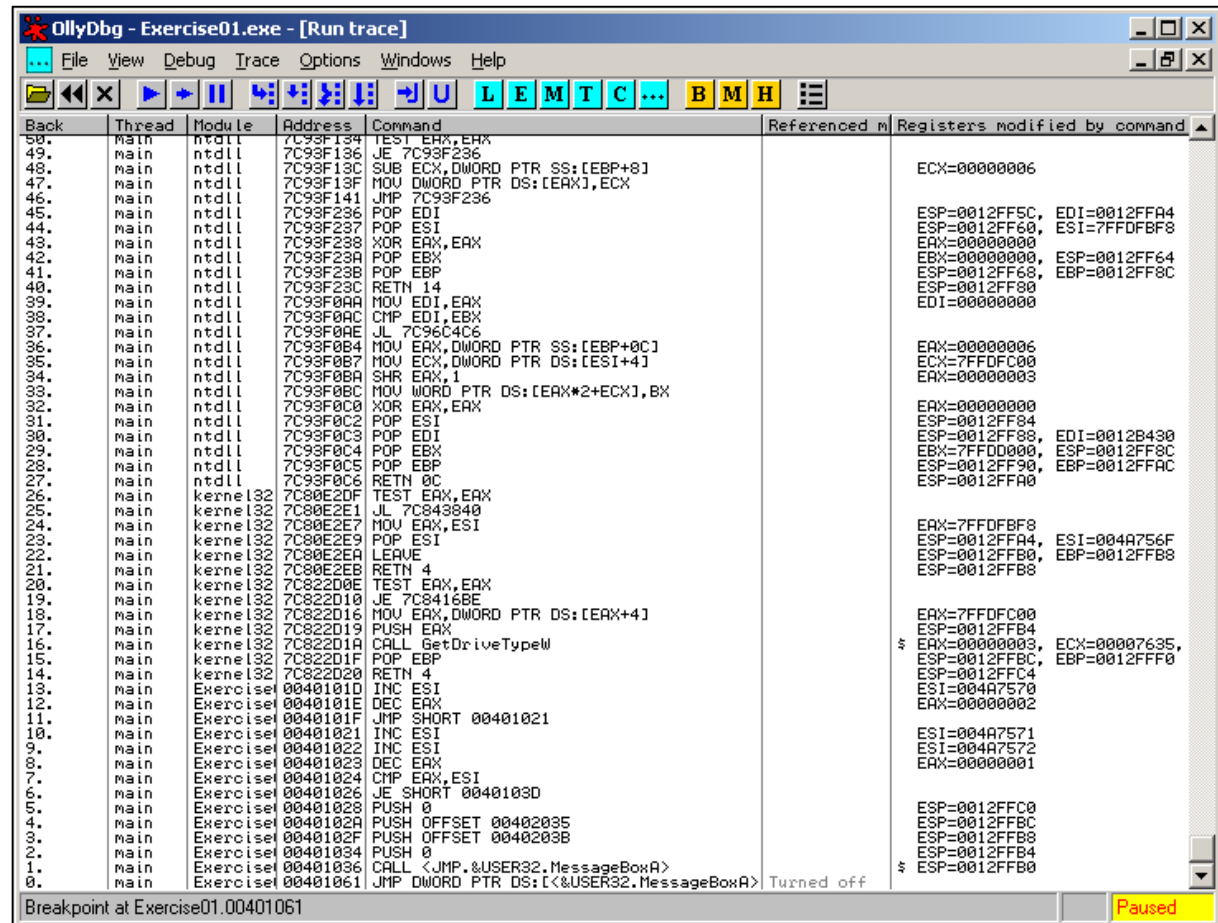 OllyDbg - Exercise01.exe - [Run trace]
File View Debug Trace Options Windows Help
L E M T C ... B M H
Back Thread Module Address Command Referenced m Registers modified by command
50. main ntdll 7C93F134 TEST EAX,EAX
49. main ntdll 7C93F136 JE 7C93F236
48. main ntdll 7C93F13C SUB ECX,DWORD PTR SS:[EBP+8] ECX=00000006
47. main ntdll 7C93F13F MOV DWORD PTR DS:[EAX],ECX
46. main ntdll 7C93F141 JMP 7C93F236
45. main ntdll 7C93F236 POP EDI ESP=0012FF5C, EDI=0012FFA4
44. main ntdll 7C93F237 POP ESI ESP=0012FF60, ESI=7FFDFBF8
43. main ntdll 7C93F238 XOR EAX,EAX EAX=00000000
42. main ntdll 7C93F23A POP EBX EBX=00000000, ESP=0012FF64
41. main ntdll 7C93F23B POP EBP ESP=0012FF68, EBP=0012FF8C
40. main ntdll 7C93F23C RETN 14 ESP=0012FF80
39. main ntdll 7C93F0AA MOV EDI,EAX EDI=00000000
38. main ntdll 7C93F0AC CMP EDI,EBX
37. main ntdll 7C93F0AE JL 7C96C4C6
36. main ntdll 7C93F0B4 MOV EAX,DWORD PTR SS:[EBP+0C] EAX=00000006
35. main ntdll 7C93F0B7 MOV ECX,DWORD PTR DS:[ESI+4] ECX=7FFDFC00
34. main ntdll 7C93F0BA SHR EAX,1 EAX=00000003
33. main ntdll 7C93F0BC MOV WORD PTR DS:[EAX*2+ECX],BX
32. main ntdll 7C93F0C0 XOR EAX,EAX EAX=00000000
31. main ntdll 7C93F0C2 POP ESI ESP=0012FF84
30. main ntdll 7C93F0C3 POP EDI ESP=0012FF88, EDI=0012B430
29. main ntdll 7C93F0C4 POP EBX EBX=7FFDD000, ESP=0012FF8C
28. main ntdll 7C93F0C5 POP EBP ESP=0012FF90, EBP=0012FFAC
27. main ntdll 7C93F0C6 RETN 0C ESP=0012FFA0
26. main kernel32 7C80E2DF TEST EAX,EAX
25. main kernel32 7C80E2E1 JL 7C843840
24. main kernel32 7C80E2E7 MOV EAX,ESI EAX=7FFDFBF8
23. main kernel32 7C80E2E9 POP ESI ESP=0012FFA4, ESI=004A756F
22. main kernel32 7C80E2EA LEAVE ESP=0012FFB0, EBP=0012FFB8
21. main kernel32 7C80E2EB RETN 4 ESP=0012FFB8
20. main kernel32 7C822D0E TEST EAX,EAX
19. main kernel32 7C822D10 JE 7C8416BE
18. main kernel32 7C822D16 MOV EAX,DWORD PTR DS:[EAX+4] EAX=7FFDFC00
17. main kernel32 7C822D19 PUSH EAX ESP=0012FFB4
16. main kernel32 7C822D1A CALL GetDriveTypeW $ EAX=00000003, ECX=00007635,
15. main kernel32 7C822D1F POP EBP ESP=0012FFBC, EBP=0012FFF0
14. main kernel32 7C822D20 RETN 4 ESP=0012FFC4
13. main Exercise 0040101D INC ESI ESI=004A7570
12. main Exercise 0040101E DEC EAX EAX=00000002
11. main Exercise 0040101F JMP SHORT 00401021
10. main Exercise 00401021 INC ESI ESI=004A7571
9. main Exercise 00401022 INC ESI ESI=004A7572
8. main Exercise 00401023 DEC EAX EAX=00000001
7. main Exercise 00401024 CMP EAX,ESI
6. main Exercise 00401026 JE SHORT 0040103D
5. main Exercise 00401028 PUSH 0 ESP=0012FFC0
4. main Exercise 0040102A PUSH OFFSET 00402035 ESP=0012FFBC
3. main Exercise 0040102F PUSH OFFSET 0040203B ESP=0012FFB8
2. main Exercise 00401034 PUSH 0 ESP=0012FFB4
1. main Exercise 00401036 CALL <JMP.&USER32.MessageBoxA> $ ESP=0012FFB0
0. main Exercise 00401061 JMP DWORD PTR DS:[<&USER32.MessageBoxA> Turned off
Breakpoint at Exercise01.00401061 Paused